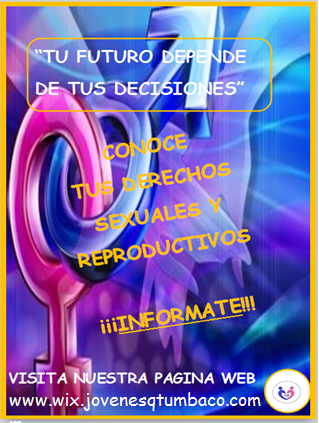 “TU FUTURO DEPENDE
DE TUS DECISIONES”
CONOCE
TUS DERECHOS
SEXUALES Y
REPRODUCTIVOS
¡¡¡INFORMATE!!!
VISITA NUESTRA PAGINA WEB
www.wix.jovenesqtumbaco.com